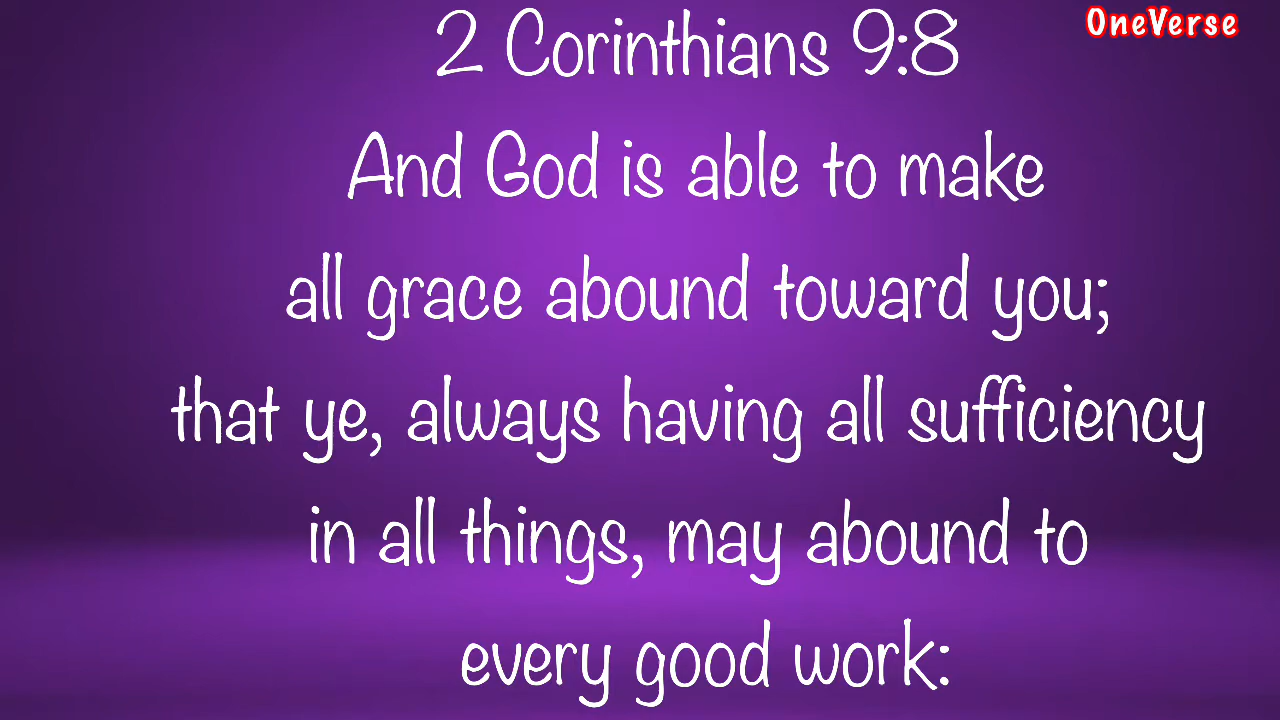 2 Corinthians 9:8
OneVerse
And God is able to make
all grace abound toward you;
that ye, always having all sufficiency
in all things, may abound to
every good work: